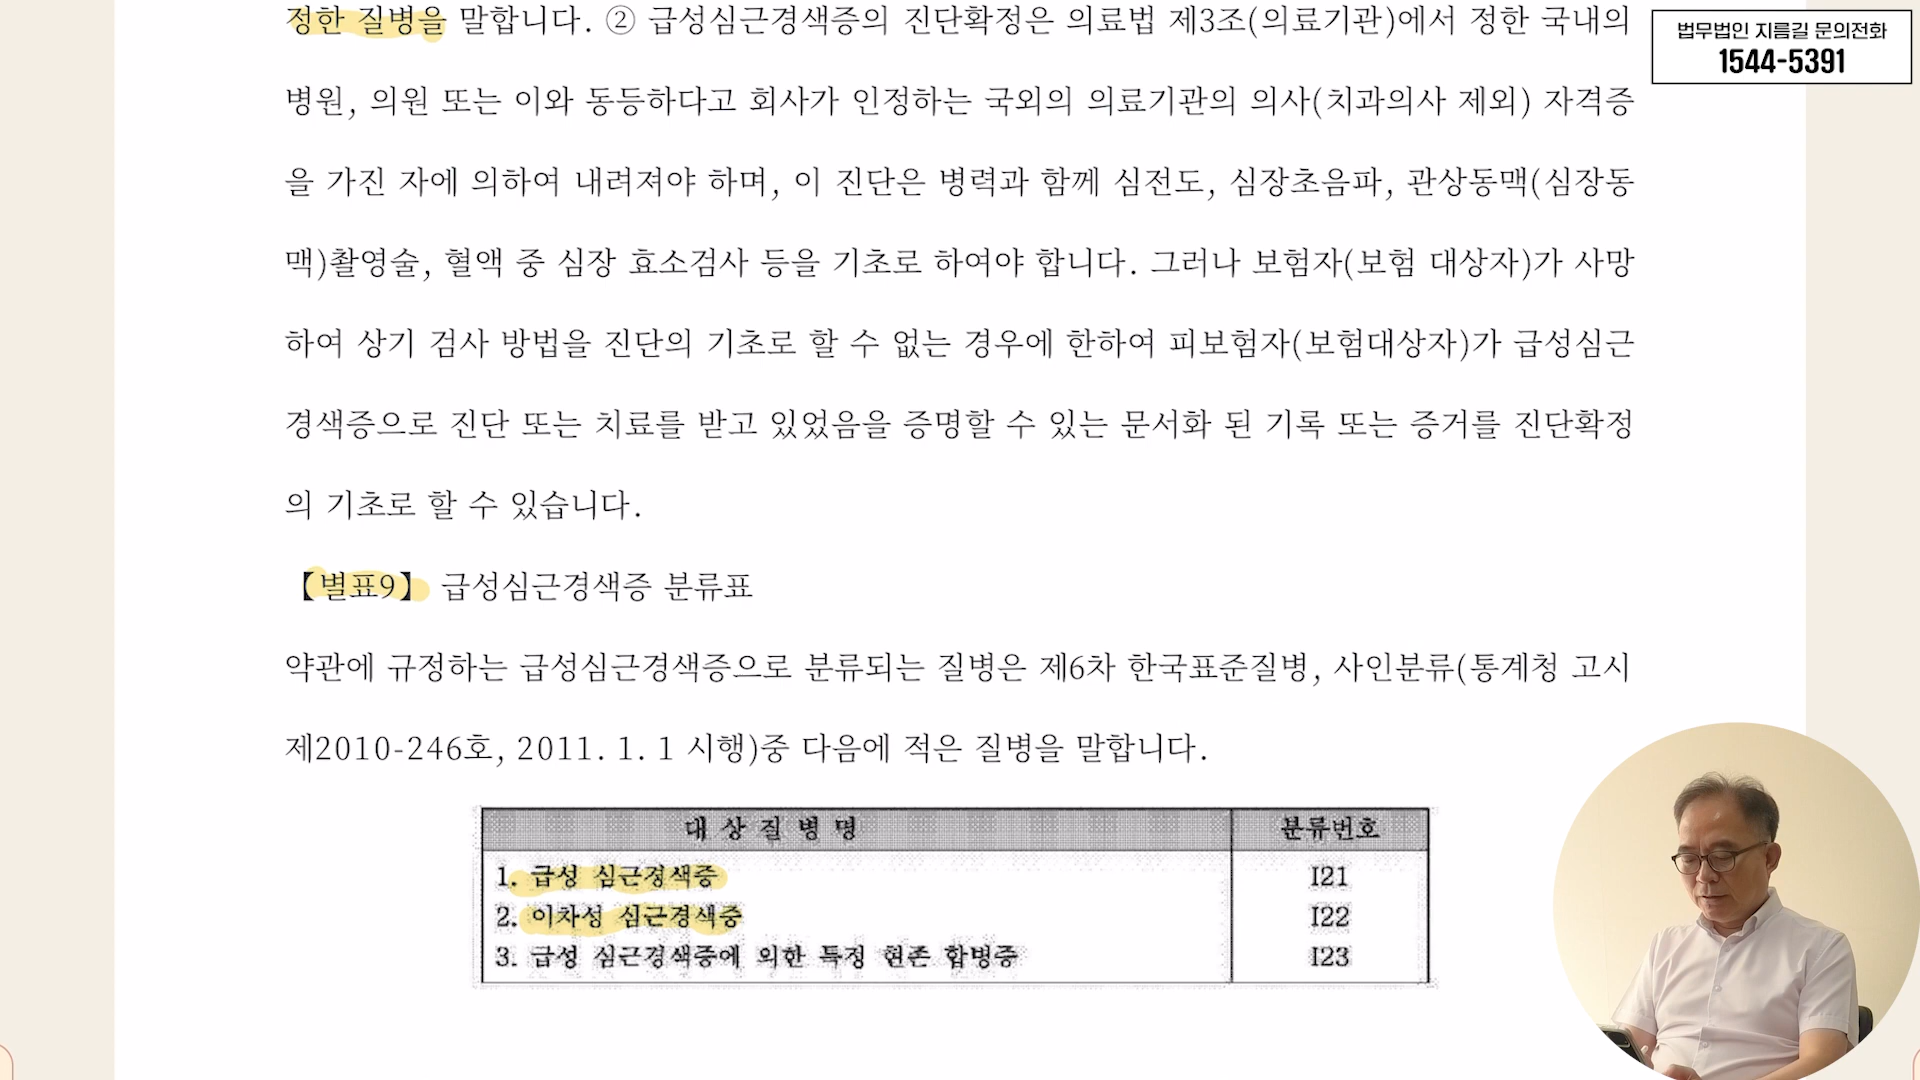 정한 질병을 말합니다. ② 급성심근경색증의 진단확정은 의료법 제3조(의료기관)에서 정한 국내의
병원, 의원 또는 이와 동등하다고 회사가 인정하는 국외의 의료기관의 의사(치과의사 제외) 자격증
을 가진 자에 의하여 내려져야 하며, 이 진단은 병력과 함께 심전도, 심장초음파, 관상동맥(심장동
맥)촬영술, 혈액 중 심장 효소검사 등을 기초로 하여야 합니다. 그러나 보험자(보험 대상자)가 사망
하여 상기 검사 방법을 진단의 기초로 할 수 없는 경우에 한하여 피보험자(보험대상자)가 급성심근
경색증으로 진단 또는 치료를 받고 있었음을 증명할 수 있는 문서화 된 기록 또는 증거를 진단확정
의 기초로 할 수 있습니다.
【별표9】 급성심근경색증 분류표
약관에 규정하는 급성심근경색증으로 분류되는 질병은 제6차 한국표준질병, 사인분류(통계청 고시
제2010-246호, 2011. 1. 1 시행)중 다음에 적은 질병을 말합니다.
대 상 질 병 명 분류번호
1. 급성 심근경색증 I21
2. 이차성 심근경색증 I22
3. 급성 심근경색증에 의한 특정 현존 합병증 I23
법무법인 지름길 문의전화
1544-5391